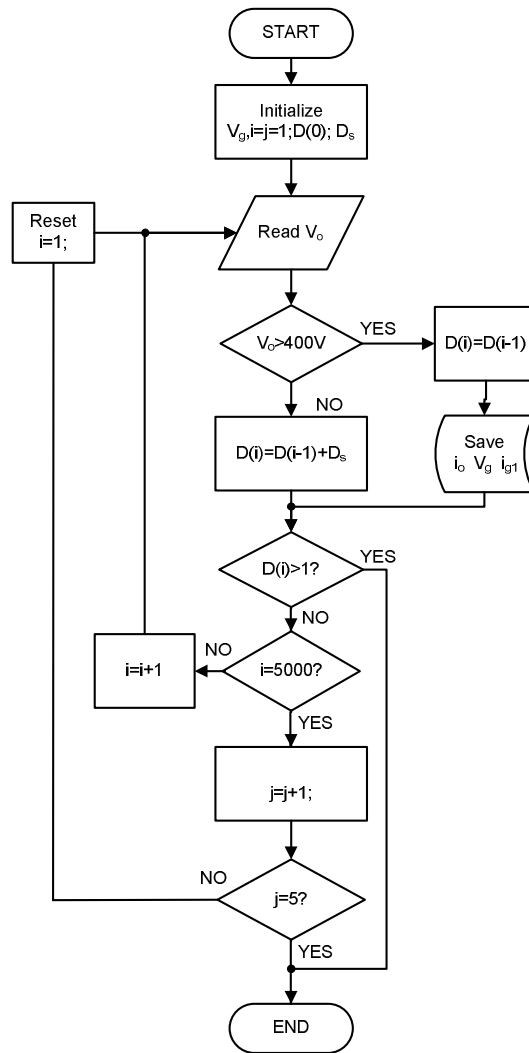 START
Initialize
Vg,i=j=1;D(0); Ds
Reset
i=1;
Read Vo
Vo>400V
YES
D(i)=D(i-1)
NO
D(i)=D(i-1)+Ds
Save
io Vg ig1
D(i)>1?
YES
NO
i=i+1
NO
i=5000?
YES
j=j+1;
NO
j=5?
YES
END